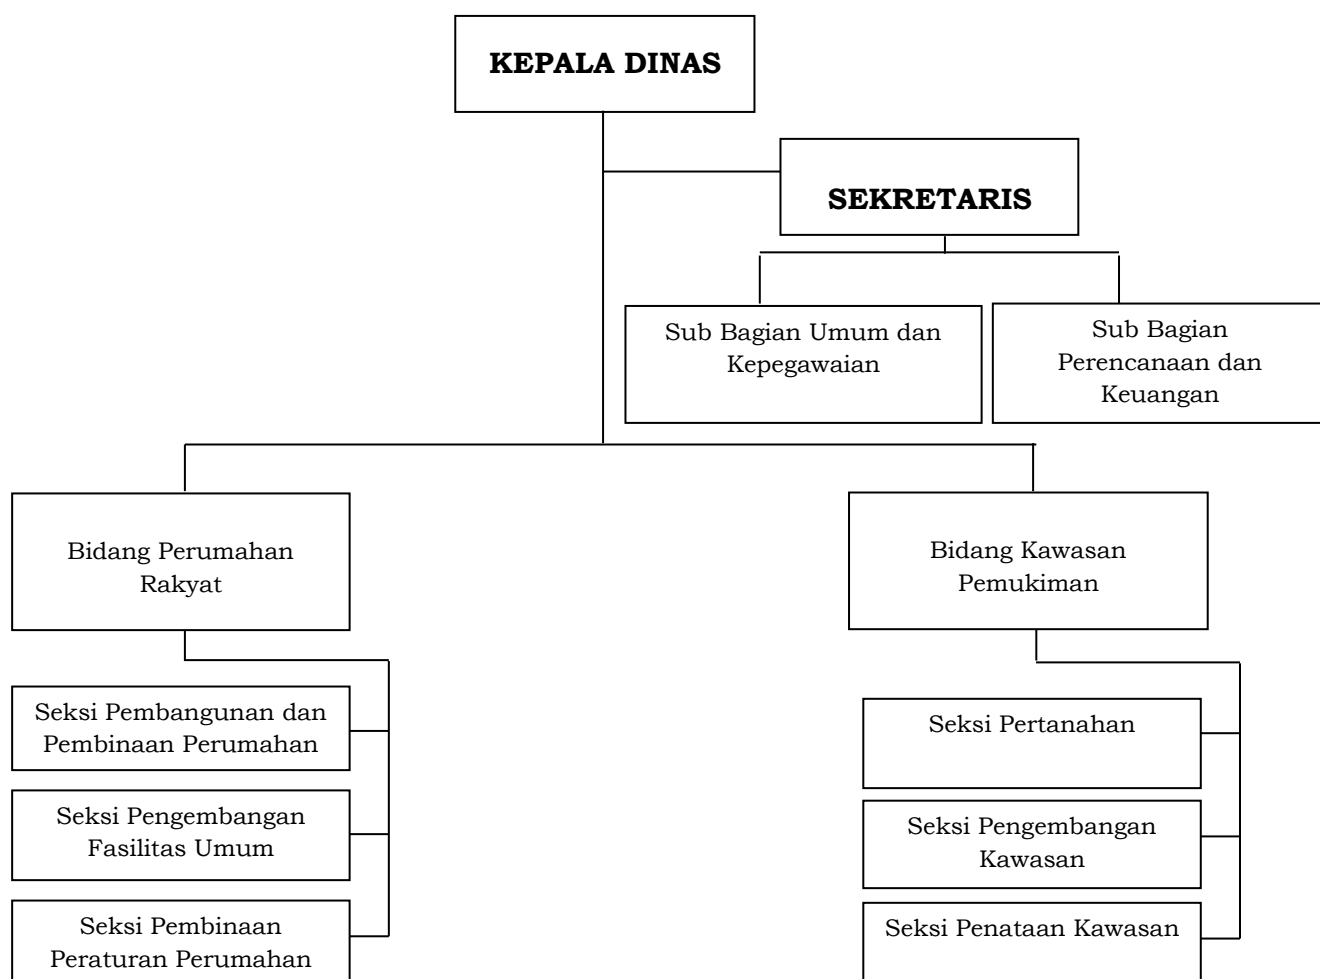 KEPALA DINAS
SEKRETARIS
Sub Bagian Umum dan
Kepegawaian
Sub Bagian
Perencanaan dan
Keuangan
Bidang Perumahan
Rakyat
Bidang Kawasan
Pemukiman
Seksi Pembangunan dan
Pembinaan Perumahan
Seksi Pengembangan
Fasilitas Umum
Seksi Pembinaan
Peraturan Perumahan
Seksi Pertanahan
Seksi Pengembangan
Kawasan
Seksi Penataan Kawasan